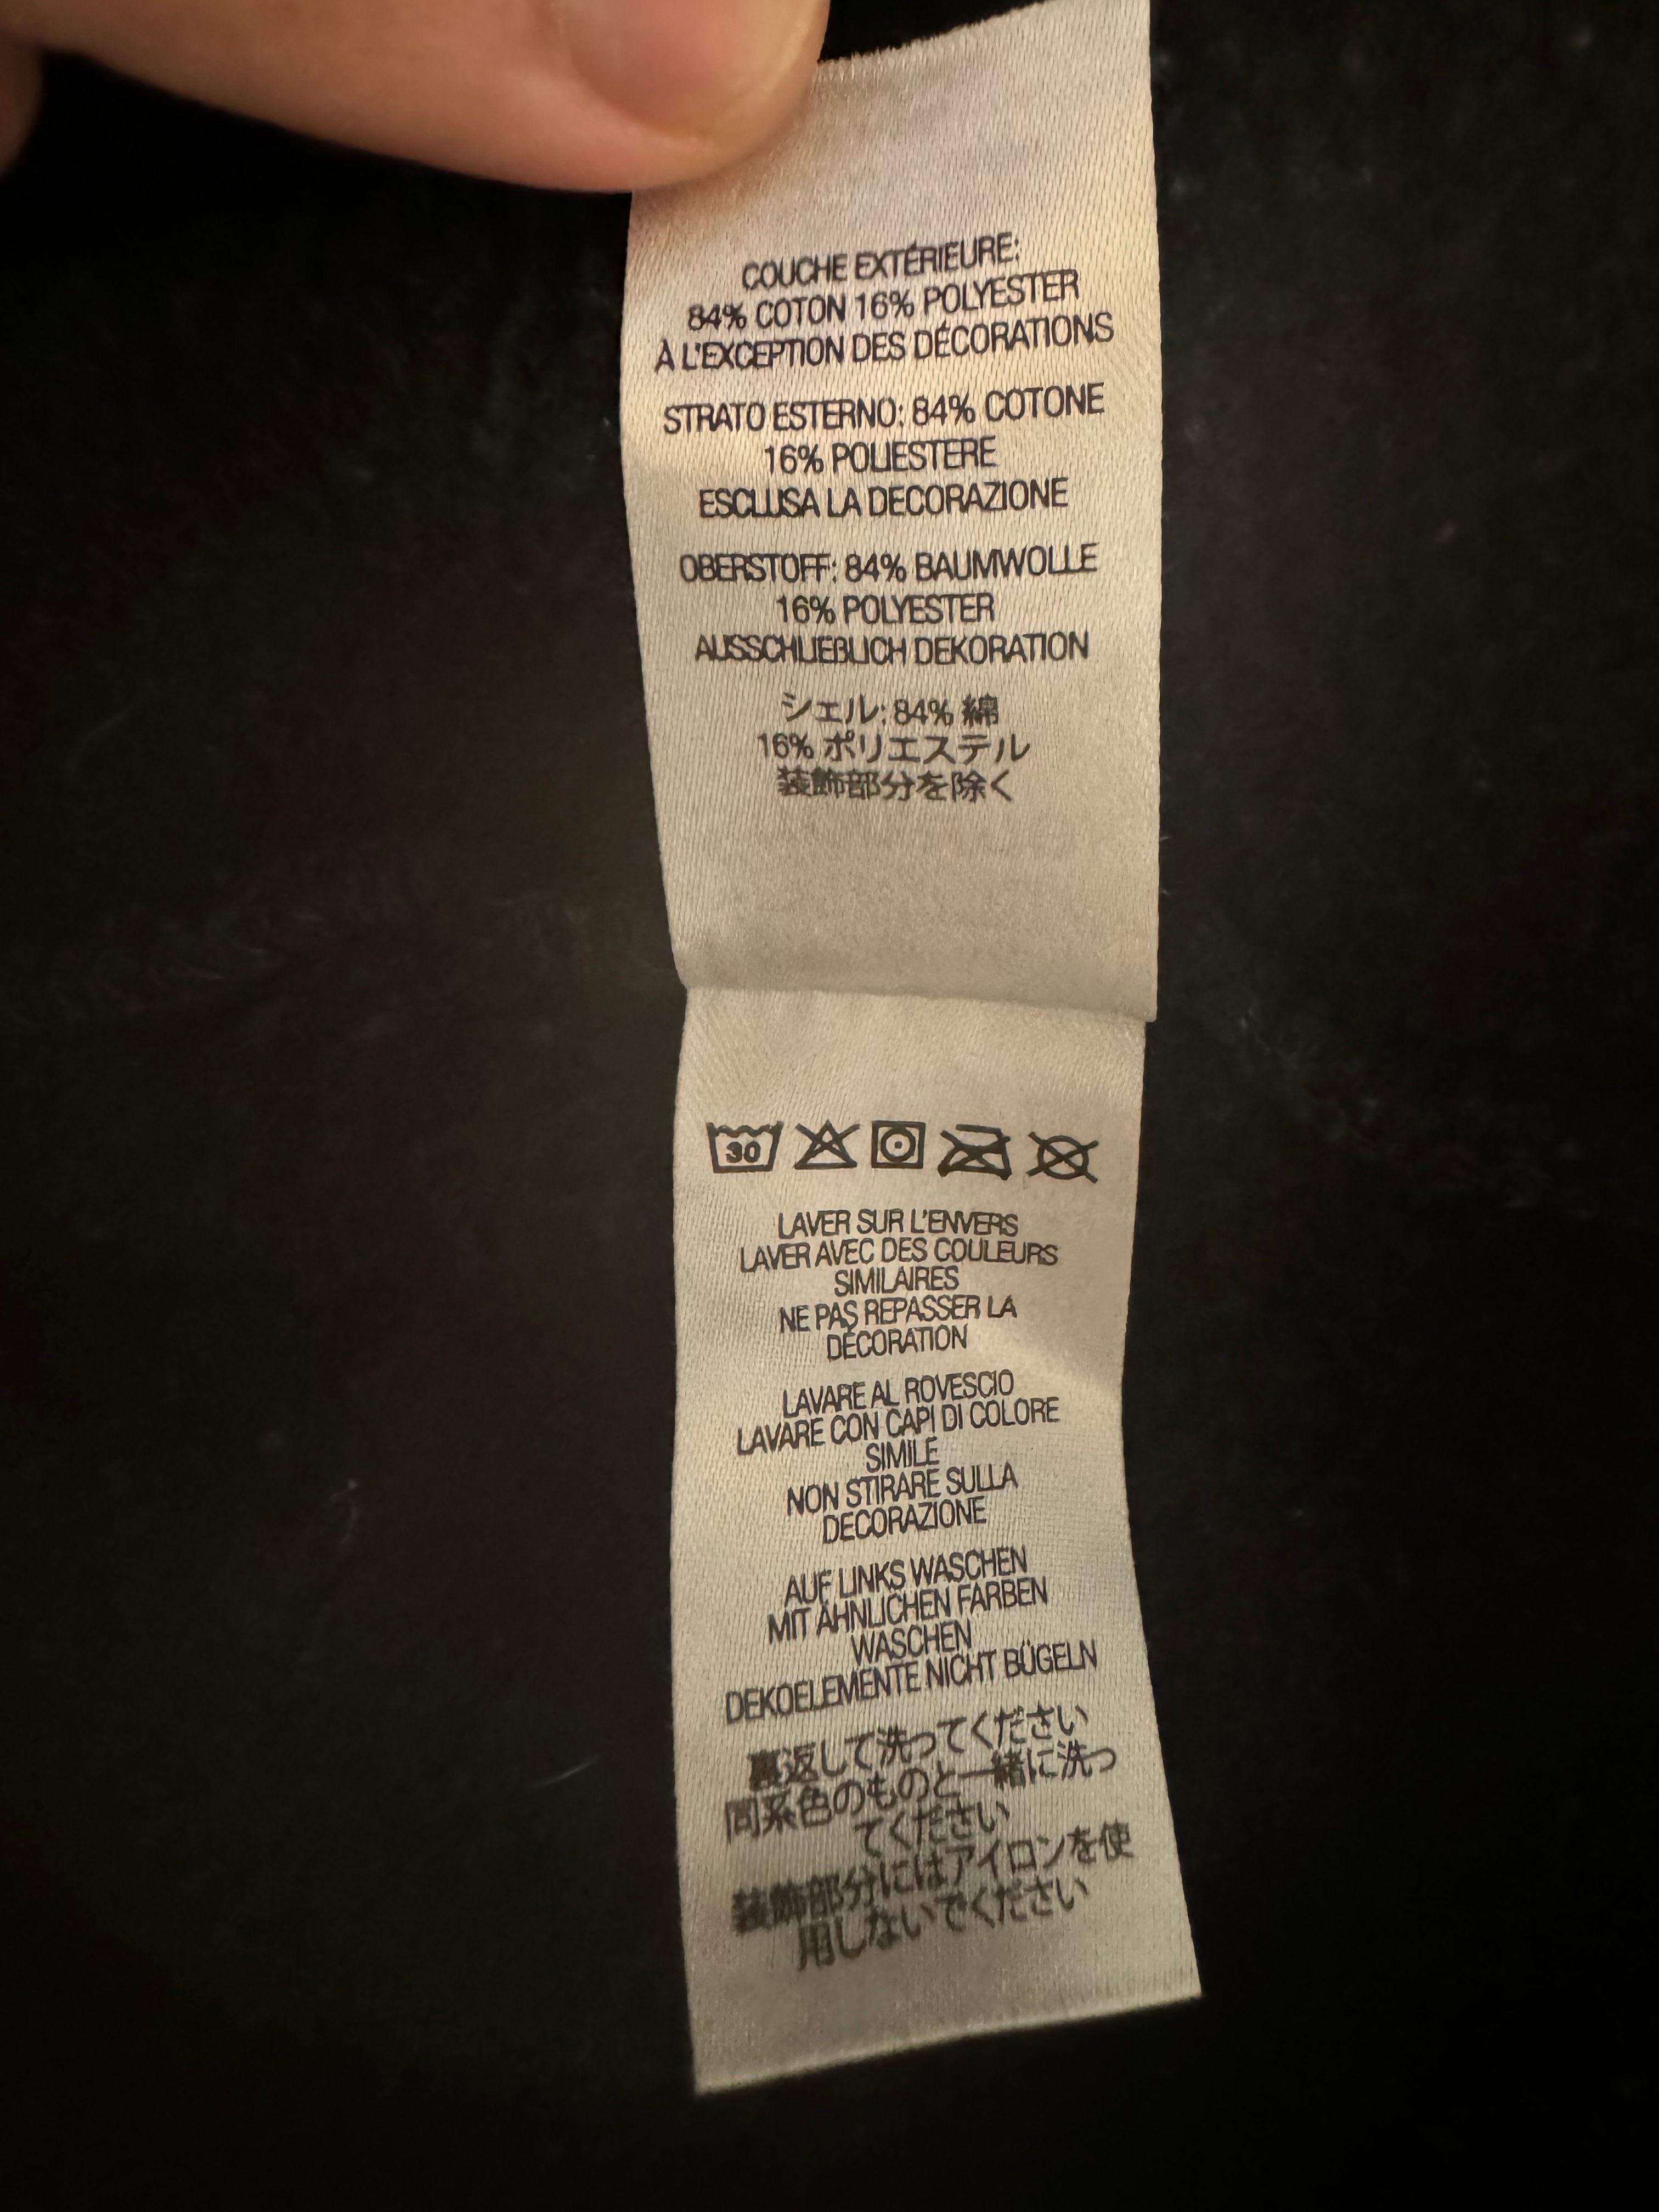 COUCHE EXTÉRIEURE:
84% COTON 16% POLYESTER
À L'EXCEPTION DES DÉCORATIONS
STRATO ESTERNO: 84% COTONE
16% POLIESTERE
ESCLUSA LA DECORAZIONE
OBERSTOFF: 84% BAUMWOLLE
16% POLYESTER
AUSSCHLIEßLICH DEKORATION
シェル: 84% 綿
16% ポリエステル
装飾部分を除く
30
LAVER SUR L'ENVERS
LAVER AVEC DES COULEURS
SIMILAIRES
NE PAS REPASSER LA
DÉCORATION
LAVARE AL ROVESCIO
LAVARE CON CAPI DI COLORE
SIMILE
NON STIRARE SULLA
DECORAZIONE
AUF LINKS WASCHEN
MIT ÄHNLICHEN FARBEN
WASCHEN
DEKOELEMENTE NICHT BÜGELN
裏返して洗ってください
同系色のものと一緒に洗っ
てください
装飾部分にはアイロンを使
用しないでください